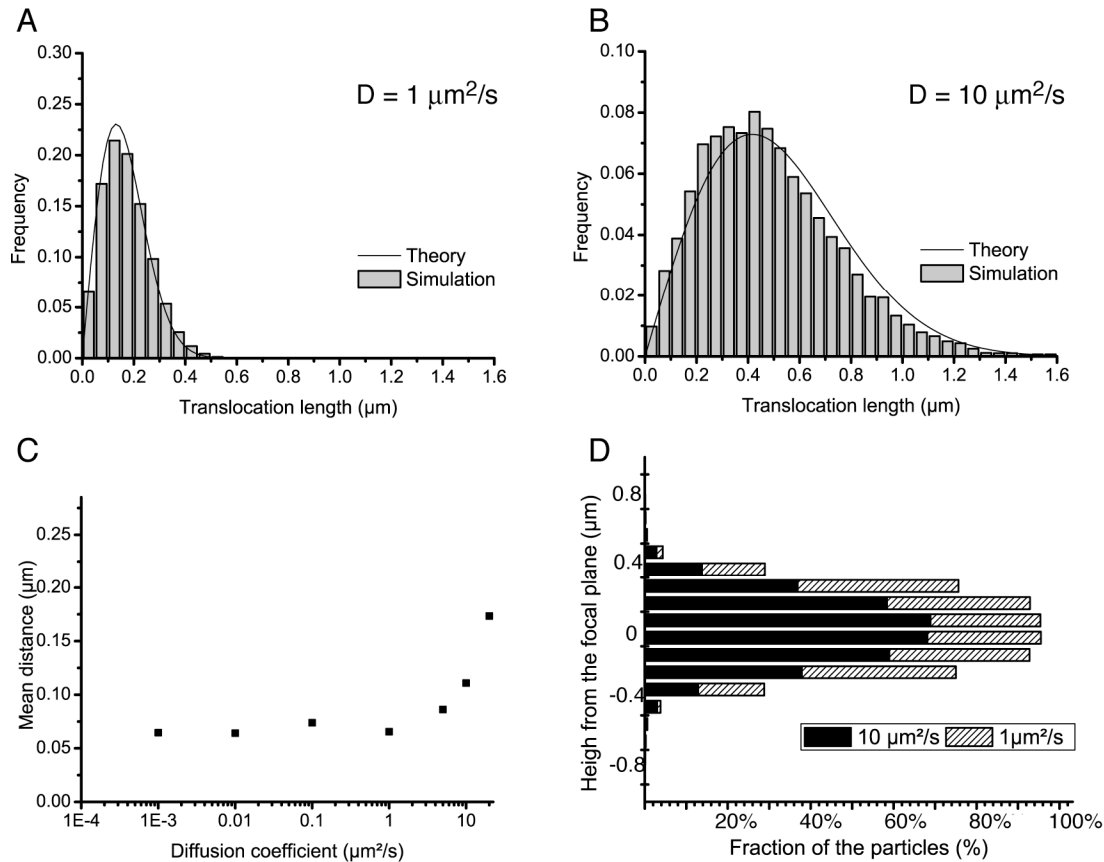 A
D = 1 μm²/s
0.30
0.25
0.20
0.15
0.10
0.05
0.00
Frequency
Theory
Simulation
0.0 0.2 0.4 0.6 0.8 1.0 1.2 1.4 1.6
Translocation length (μm)
B
D = 10 μm²/s
0.10
0.08
0.06
0.04
0.02
0.00
Frequency
Theory
Simulation
0.0 0.2 0.4 0.6 0.8 1.0 1.2 1.4 1.6
Translocation length (μm)
C
0.25
0.20
0.15
0.10
0.05
0.00
Mean distance (μm)
1E-4 1E-3 0.01 0.1 1 10
Diffusion coefficient (μm²/s)
D
0.8
0.4
0
-0.4
-0.8
Heigh from the focal plane (μm)
10 μm²/s 1μm²/s
20% 40% 60% 80% 100%
Fraction of the particles (%)